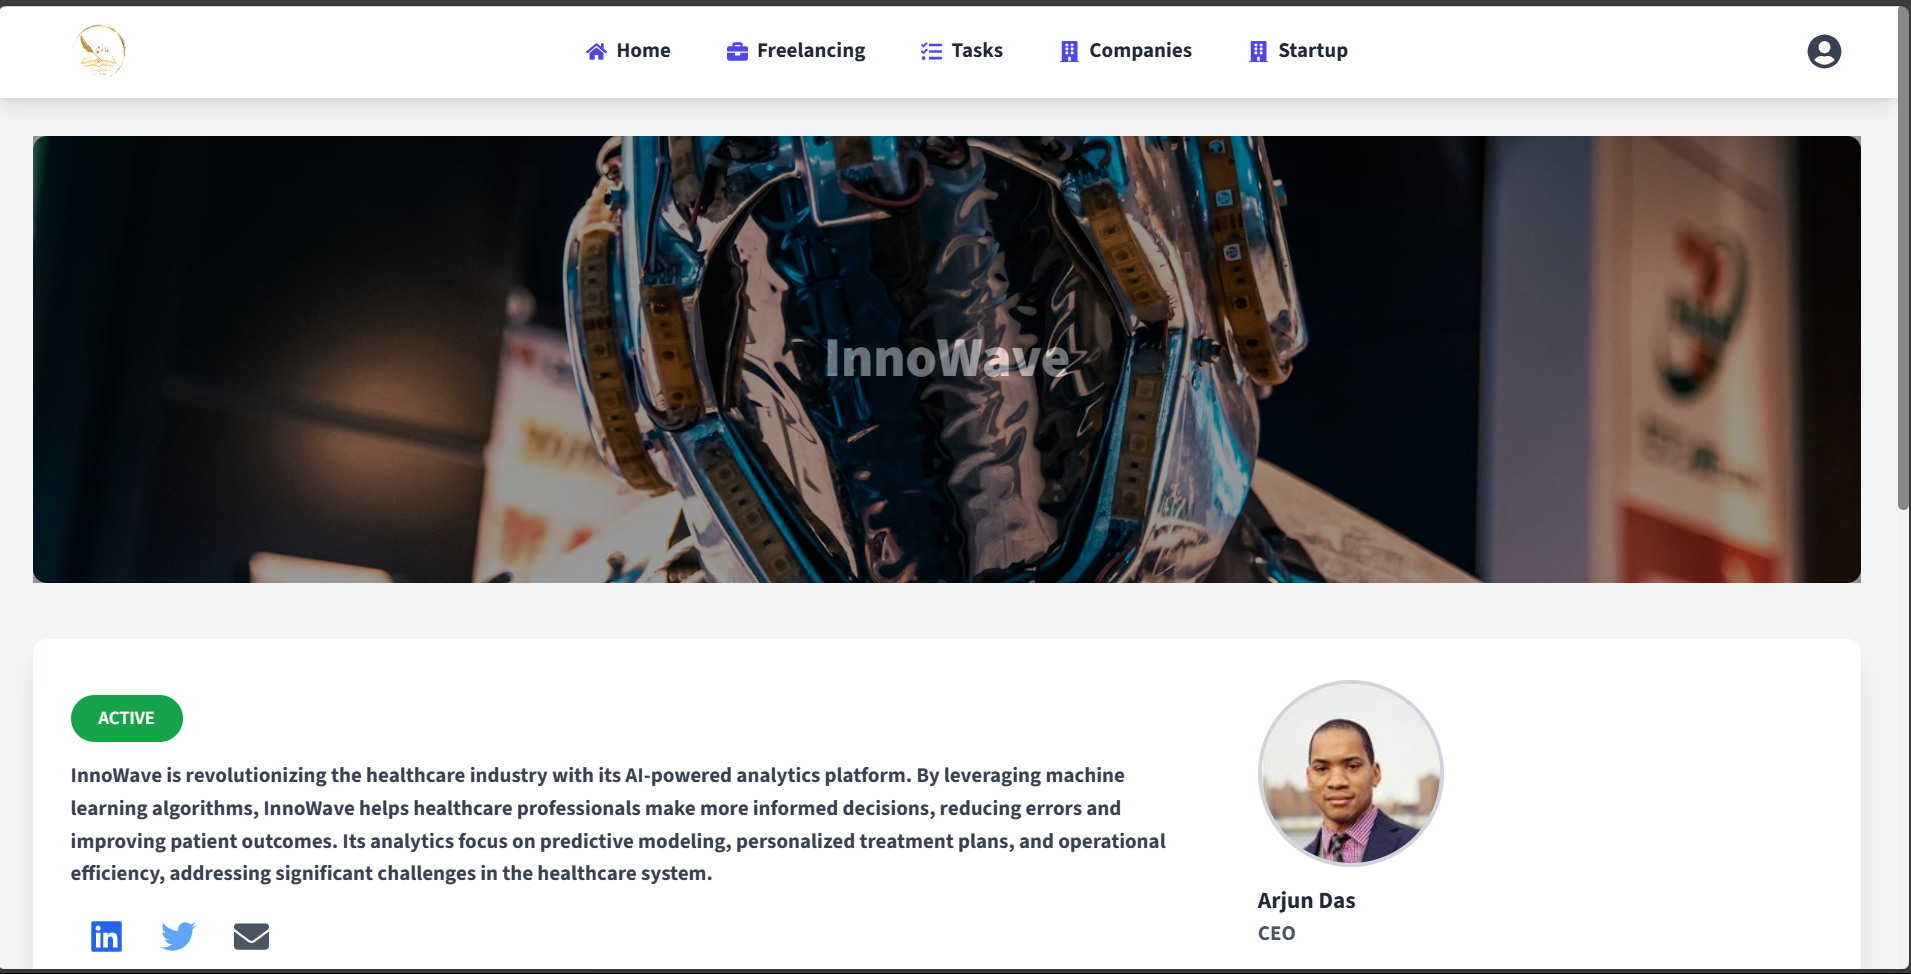 Home Freelancing Tasks Companies Startup
InnoWave
ACTIVE
InnoWave is revolutionizing the healthcare industry with its AI-powered analytics platform. By leveraging machine
learning algorithms, InnoWave helps healthcare professionals make more informed decisions, reducing errors and
improving patient outcomes. Its analytics focus on predictive modeling, personalized treatment plans, and operational
efficiency, addressing significant challenges in the healthcare system.
in
Arjun Das
CEO